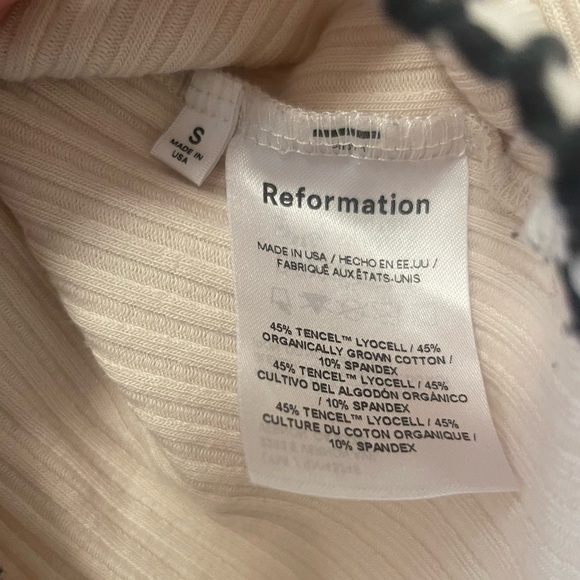 S
MADE IN
USA
Reformation
MADE IN USA / HECHO EN EE.UU /
FABRIQUÉ AUX ÉTATS-UNIS
45% TENCEL™ LYOCELL / 45%
ORGANICALLY GROWN COTTON /
10% SPANDEX
45% TENCEL™ LYOCELL / 45%
CULTIVO DEL ALGODÓN ORGÁNICO
/ 10% SPANDEX
45% TENCEL™ LYOCELL / 45%
CULTURE DU COTON ORGANIQUE /
10% SPANDEX